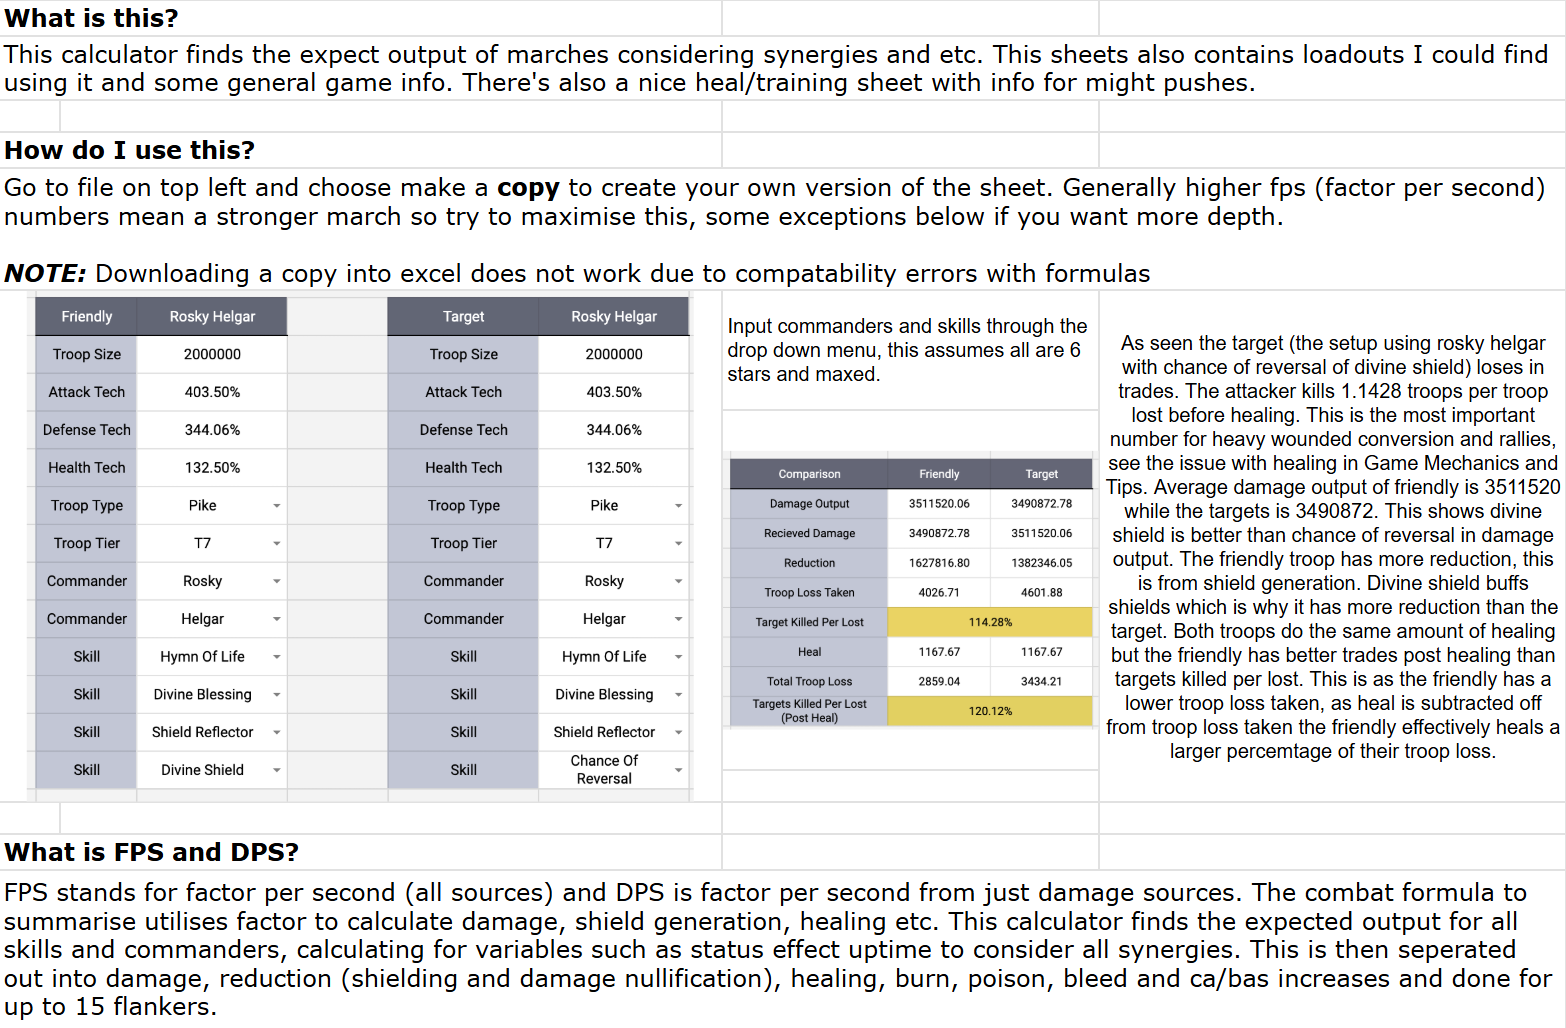 What is this?
This calculator finds the expect output of marches considering synergies and etc. This sheets also contains loadouts I could find
using it and some general game info. There's also a nice heal/training sheet with info for might pushes.
How do I use this?
Go to file on top left and choose make a copy to create your own version of the sheet. Generally higher fps (factor per second)
numbers mean a stronger march so try to maximise this, some exceptions below if you want more depth.
NOTE: Downloading a copy into excel does not work due to compatability errors with formulas
Friendly Rosky Helgar Target Rosky Helgar
Troop Size 2000000 Troop Size 2000000
Attack Tech 403.50% Attack Tech 403.50%
Defense Tech 344.06% Defense Tech 344.06%
Health Tech 132.50% Health Tech 132.50%
Troop Type Pike Troop Type Pike
Troop Tier T7 Troop Tier T7
Commander Rosky Commander Rosky
Commander Helgar Commander Helgar
Skill Hymn Of Life Skill Hymn Of Life
Skill Divine Blessing Skill Divine Blessing
Skill Shield Reflector Skill Shield Reflector
Skill Divine Shield Skill Chance Of
Reversal
Input commanders and skills through the
drop down menu, this assumes all are 6
stars and maxed.
Comparison Friendly Target
Damage Output 3511520.06 3490872.78
Recieved Damage 3490872.78 3511520.06
Reduction 1627816.80 1382346.05
Troop Loss Taken 4026.71 4601.88
Target Killed Per Lost 114.28%
Heal 1167.67 1167.67
Total Troop Loss 2859.04 3434.21
Targets Killed Per Lost
(Post Heal) 120.12%
As seen the target (the setup using rosky helgar
with chance of reversal of divine shield) loses in
trades. The attacker kills 1.1428 troops per troop
lost before healing. This is the most important
number for heavy wounded conversion and rallies,
see the issue with healing in Game Mechanics and
Tips. Average damage output of friendly is 3511520
while the targets is 3490872. This shows divine
shield is better than chance of reversal in damage
output. The friendly troop has more reduction, this
is from shield generation. Divine shield buffs
shields which is why it has more reduction than the
target. Both troops do the same amount of healing
but the friendly has better trades post healing than
targets killed per lost. This is as the friendly has a
lower troop loss taken, as heal is subtracted off
from troop loss taken the friendly effectively heals a
larger percemtage of their troop loss.
What is FPS and DPS?
FPS stands for factor per second (all sources) and DPS is factor per second from just damage sources. The combat formula to
summarise utilises factor to calculate damage, shield generation, healing etc. This calculator finds the expected output for all
skills and commanders, calculating for variables such as status effect uptime to consider all synergies. This is then seperated
out into damage, reduction (shielding and damage nullification), healing, burn, poison, bleed and ca/bas increases and done for
up to 15 flankers.